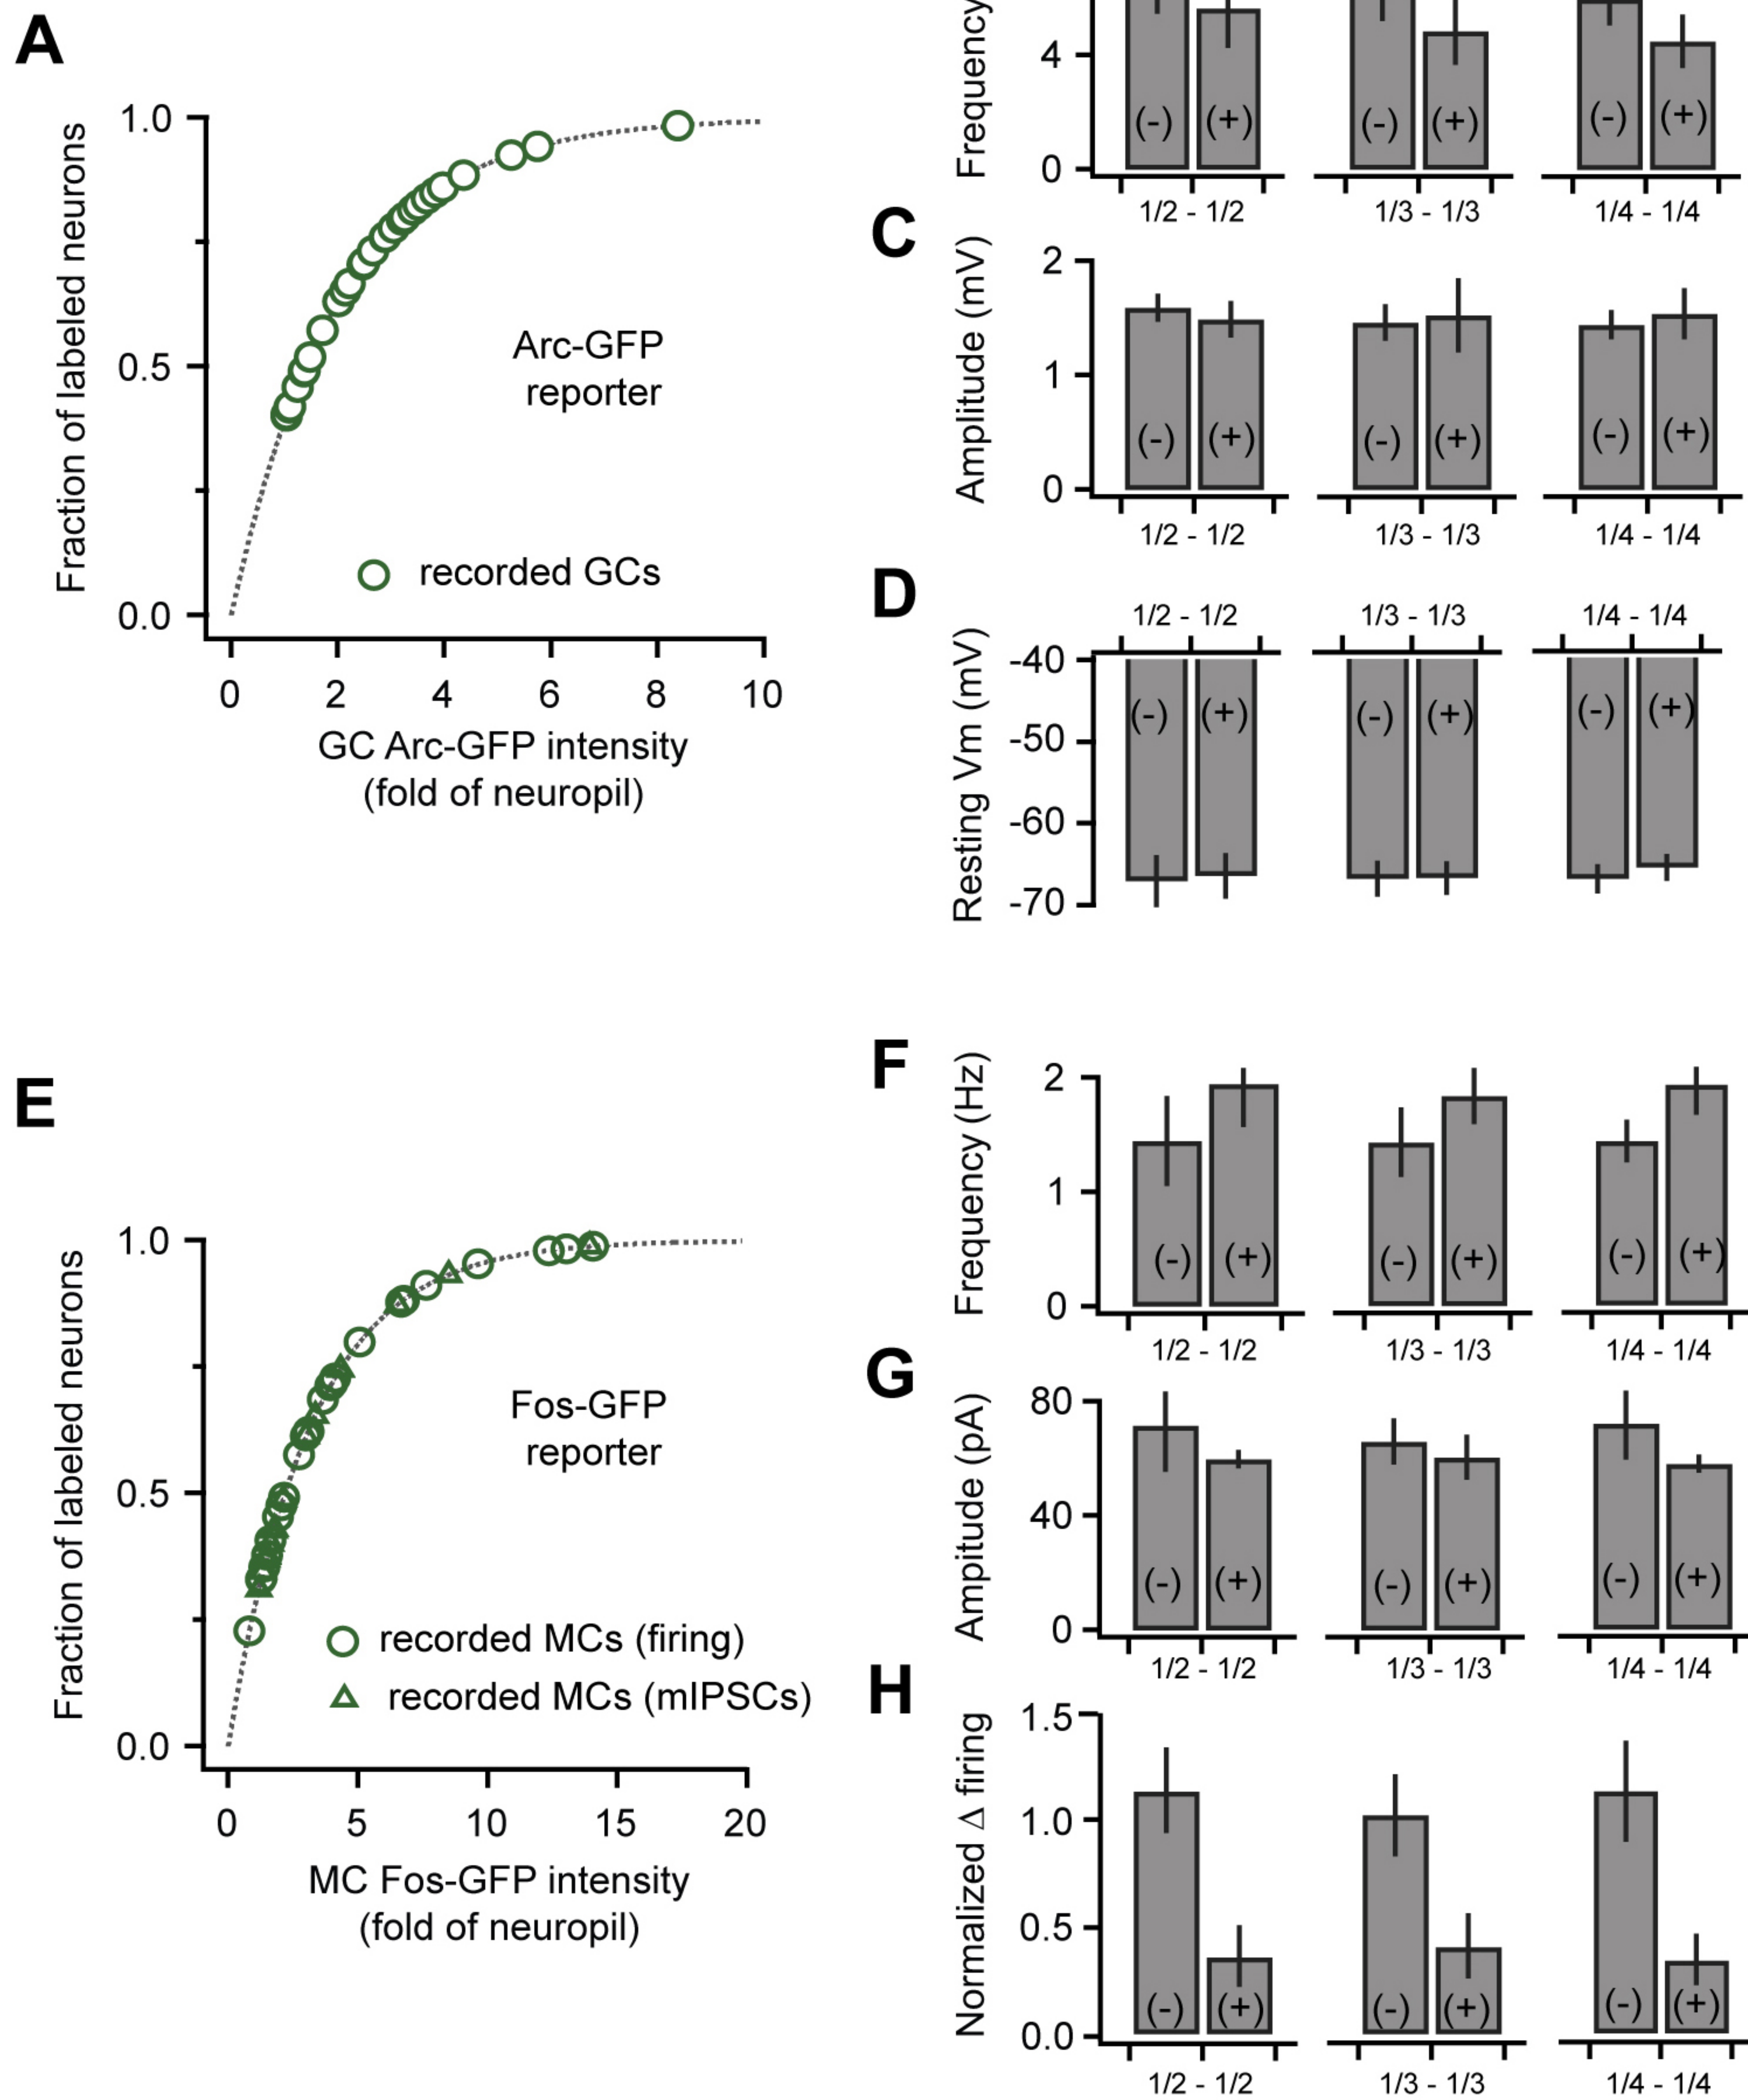 A
1.0
0.5
0.0
Fraction of labeled neurons
Arc-GFP
reporter
recorded GCs
0 2 4 6 8 10
GC Arc-GFP intensity
(fold of neuropil)
Frequency
4
0
(-) (+) (-) (+) (-) (+)
1/2 - 1/2 1/3 - 1/3 1/4 - 1/4
C
Amplitude (mV)
2
1
0
(-) (+) (-) (+) (-) (+)
1/2 - 1/2 1/3 - 1/3 1/4 - 1/4
D
1/2 - 1/2 1/3 - 1/3 1/4 - 1/4
Resting Vm (mV)
-40
-50
-60
-70
(-) (+) (-) (+) (-) (+)
E
1.0
0.5
0.0
Fraction of labeled neurons
Fos-GFP
reporter
recorded MCs (firing)
recorded MCs (mIPSCs)
0 5 10 15 20
MC Fos-GFP intensity
(fold of neuropil)
F
Frequency (Hz)
2
1
0
(-) (+) (-) (+) (-) (+)
1/2 - 1/2 1/3 - 1/3 1/4 - 1/4
G
Ampitude (pA)
80
40
0
(-) (+) (-) (+) (-) (+)
1/2 - 1/2 1/3 - 1/3 1/4 - 1/4
H
Normalized Δ firing
1.5
1.0
0.5
0.0
(-) (+) (-) (+) (-) (+)
1/2 - 1/2 1/3 - 1/3 1/4 - 1/4